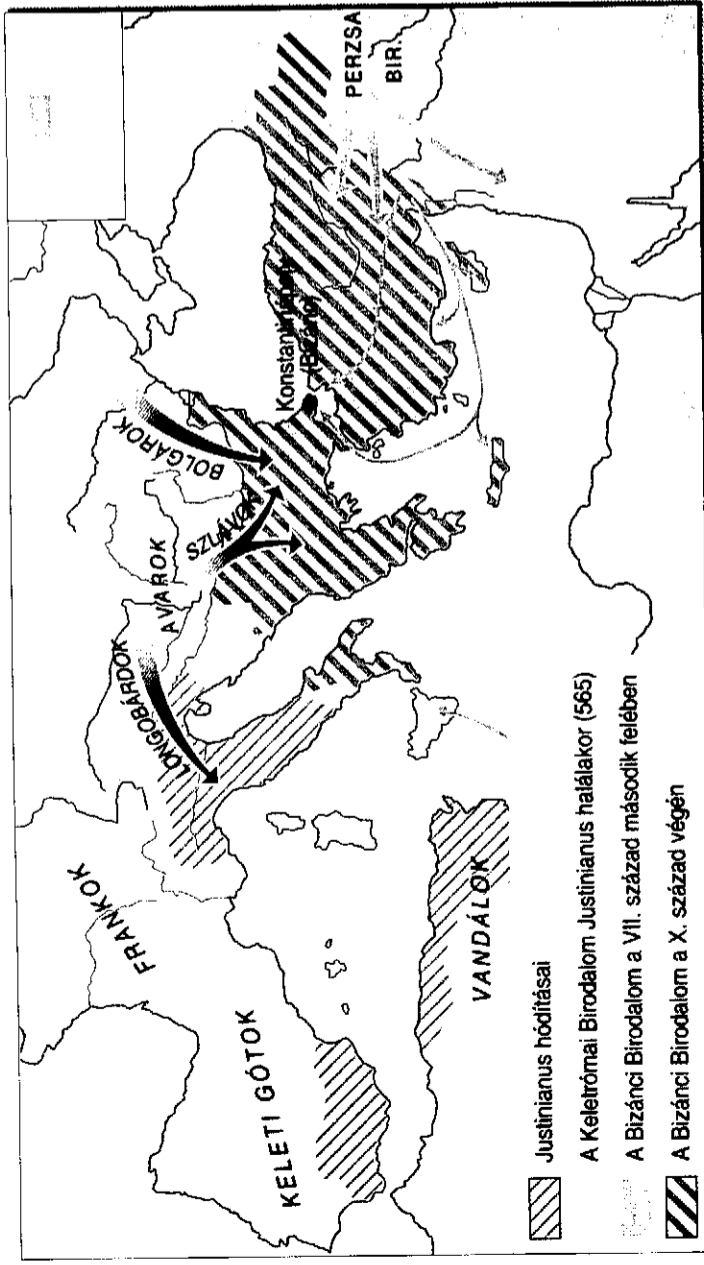 FRANKOK
KELETI GÓTOK
LONGOBÁRDOK
AVAROK
SZLÁVOK
BOLGÁROK
Konstantinápoly
(Bizánc)
PERZSA
BIR.
VANDÁLOK
Justinianus hódításai
A Keletrómai Birodalom Justinianus halálakor (565)
A Bizánci Birodalom a VII. század második felében
A Bizánci Birodalom a X. század végén